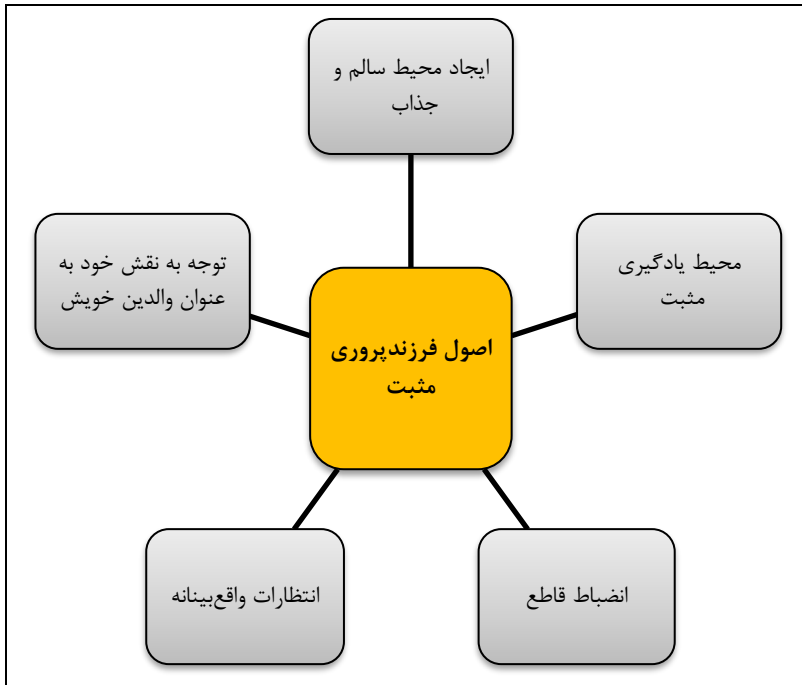 ایجاد محیط سالم و
جذاب
محیط یادگیری
مثبت
توجه به نقش خود به
عنوان والدین خویش
اصول فرزندپروری
مثبت
انضباط قاطع
انتظارات واقع‌بینانه